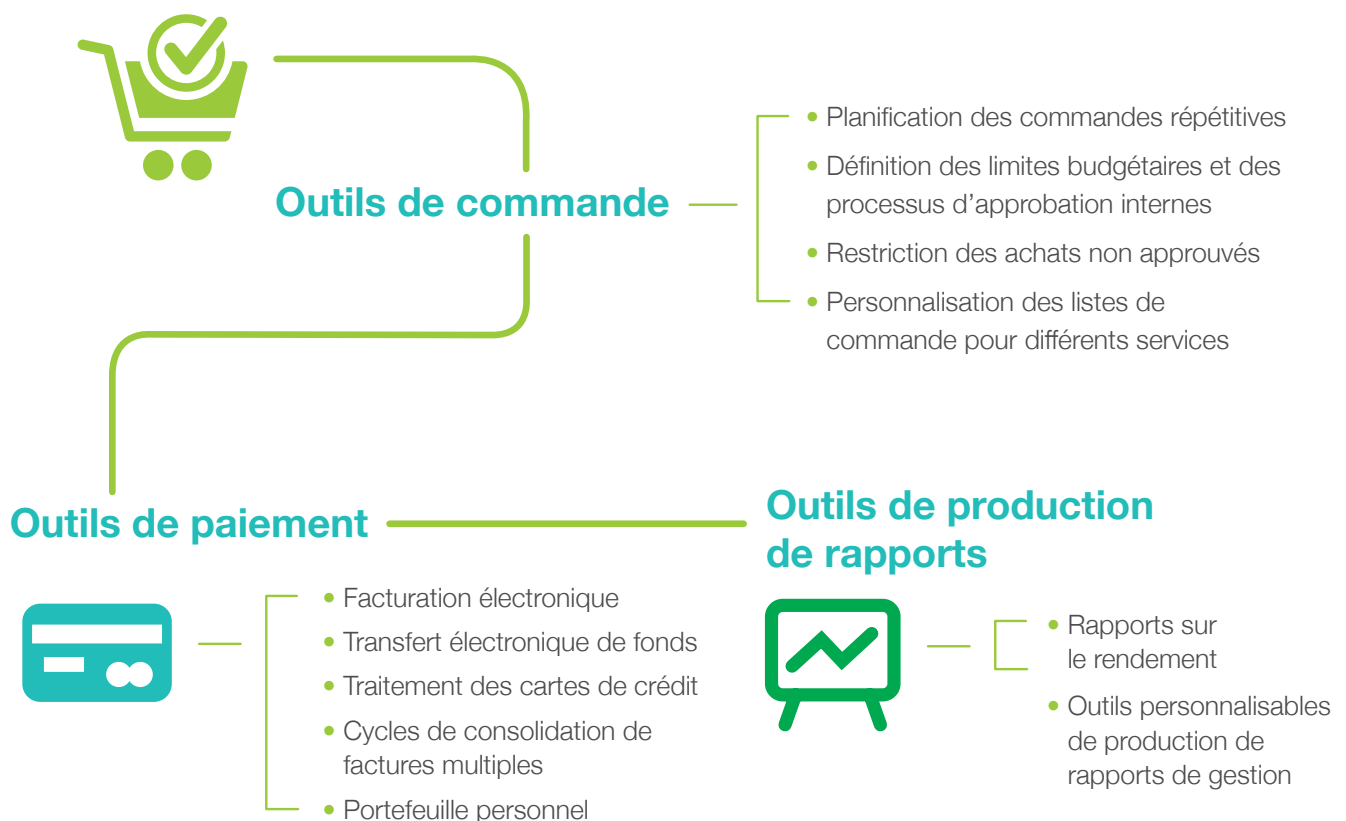 Outils de commande
• Planification des commandes répétitives
• Définition des limites budgétaires et des
processus d’approbation internes
• Restriction des achats non approuvés
• Personnalisation des listes de
commande pour différents services
Outils de paiement
• Facturation électronique
• Transfert électronique de fonds
• Traitement des cartes de crédit
• Cycles de consolidation de
factures multiples
• Portefeuille personnel
Outils de production
de rapports
• Rapports sur
le rendement
• Outils personnalisables
de production de
rapports de gestion